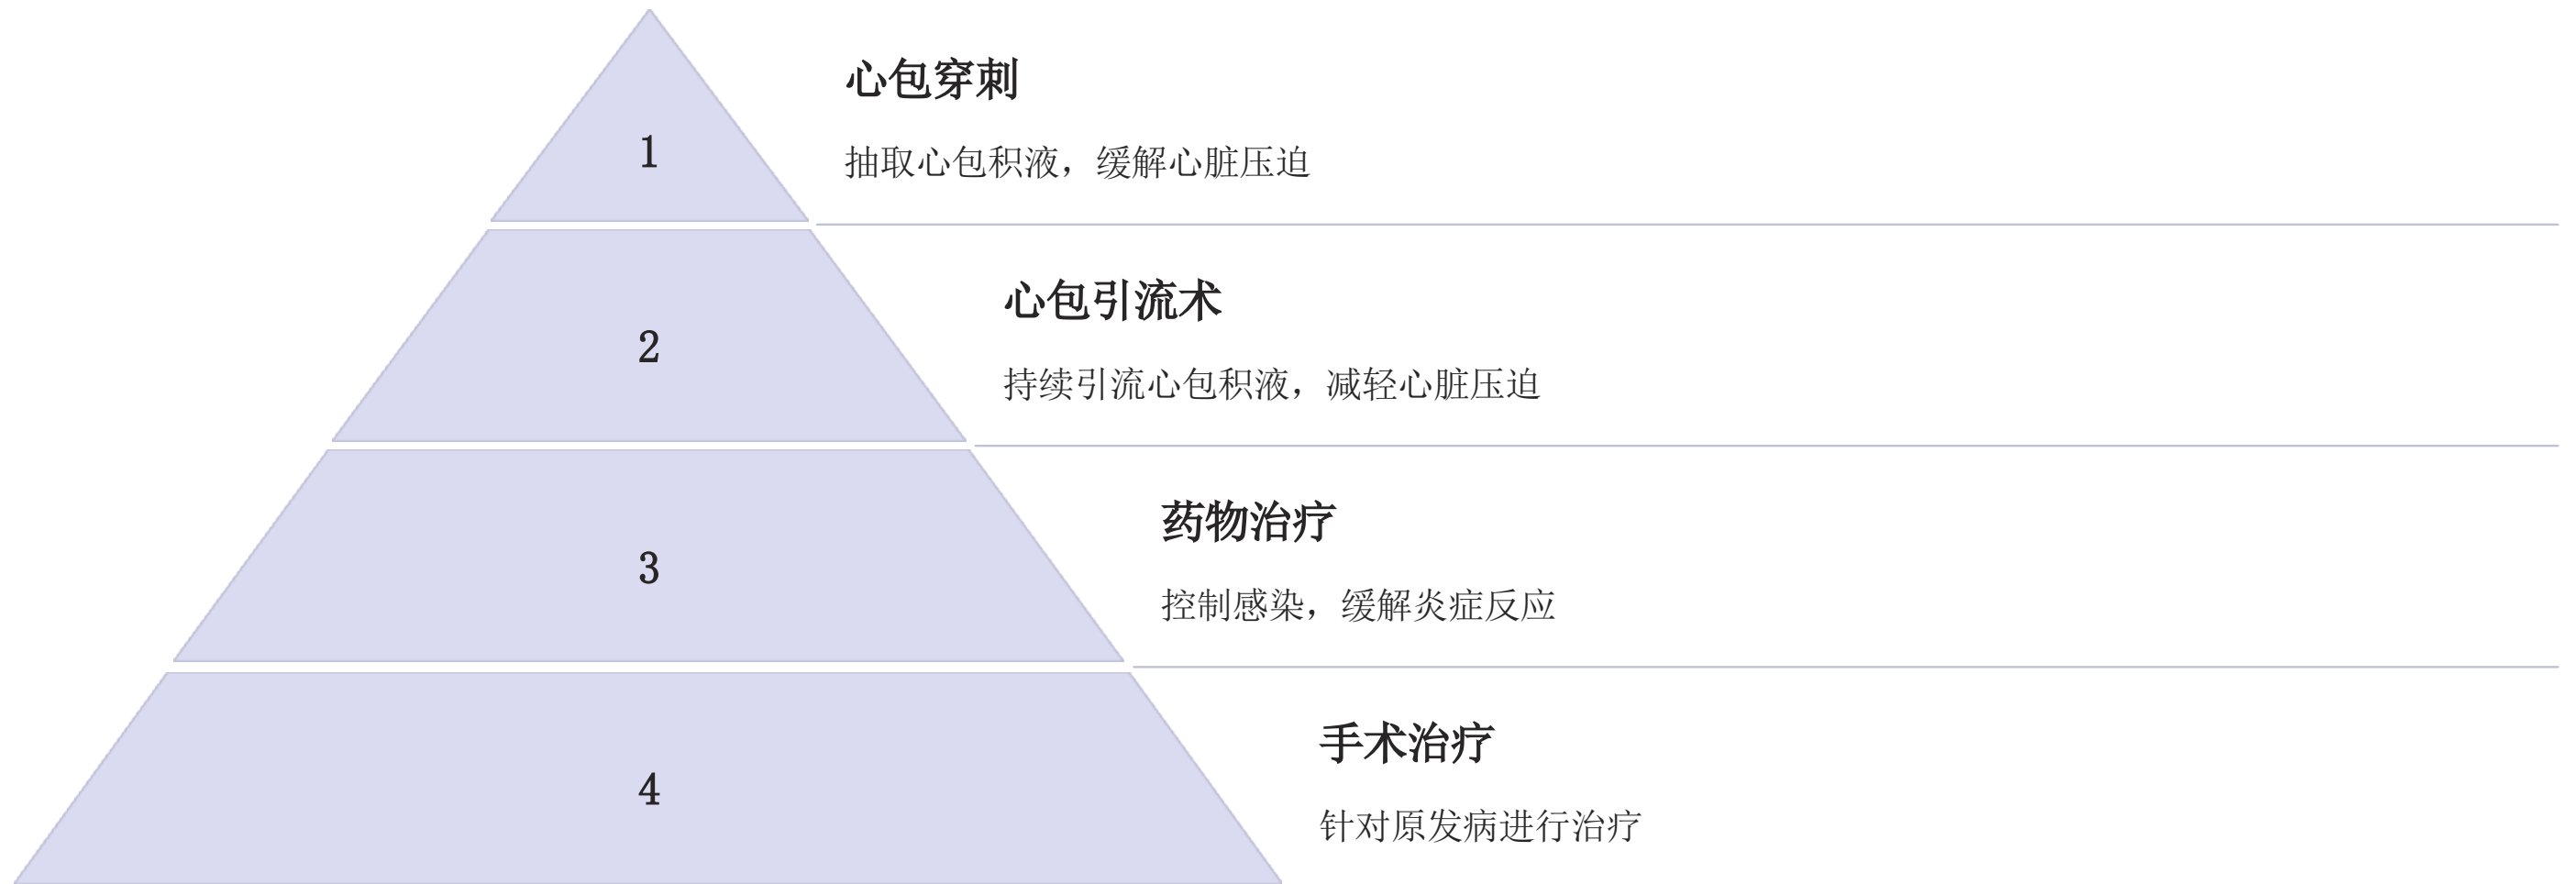 1
心包穿刺
抽取心包积液，缓解心脏压迫
2
心包引流术
持续引流心包积液，减轻心脏压迫
3
药物治疗
控制感染，缓解炎症反应
4
手术治疗
针对原发病进行治疗